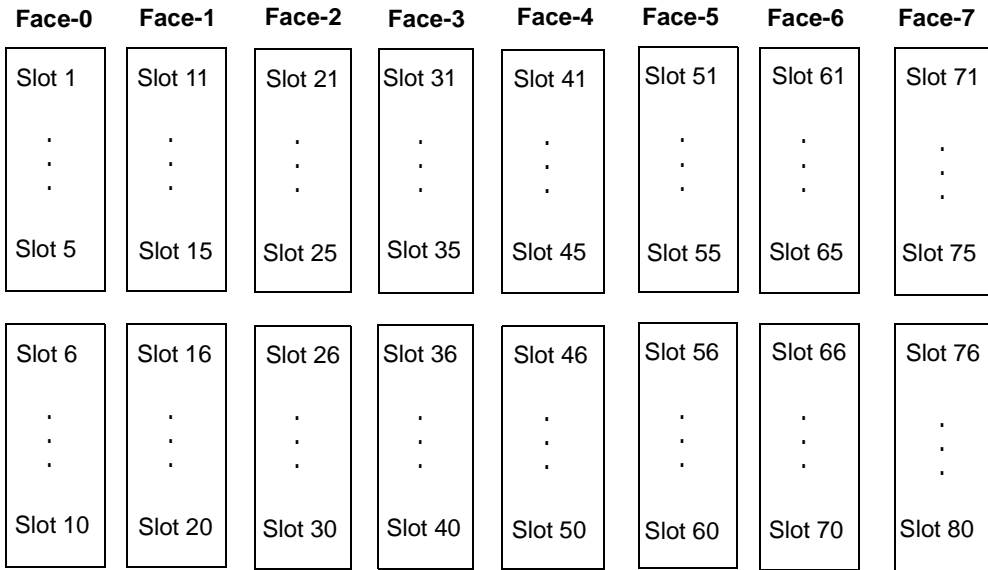 Face-0 Face-1 Face-2 Face-3 Face-4 Face-5 Face-6 Face-7
Slot 1 Slot 11 Slot 21 Slot 31 Slot 41 Slot 51 Slot 61 Slot 71
Slot 5 Slot 15 Slot 25 Slot 35 Slot 45 Slot 55 Slot 65 Slot 75
Slot 6 Slot 16 Slot 26 Slot 36 Slot 46 Slot 56 Slot 66 Slot 76
Slot 10 Slot 20 Slot 30 Slot 40 Slot 50 Slot 60 Slot 70 Slot 80